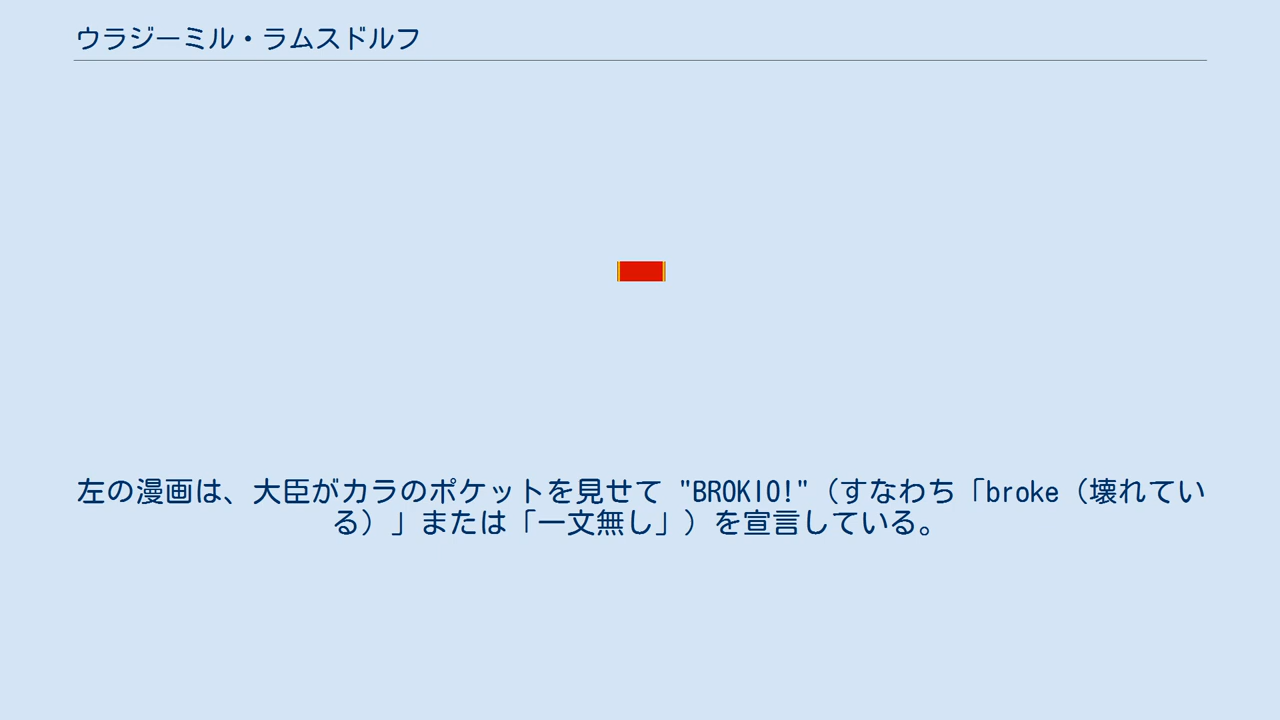 ウラジーミル・ラムスドルフ
左の漫画は、大臣がカラのポケットを見せて "BROKIO!"（すなわち「broke（壊れてい
る）」または「一文無し」）を宣言している。